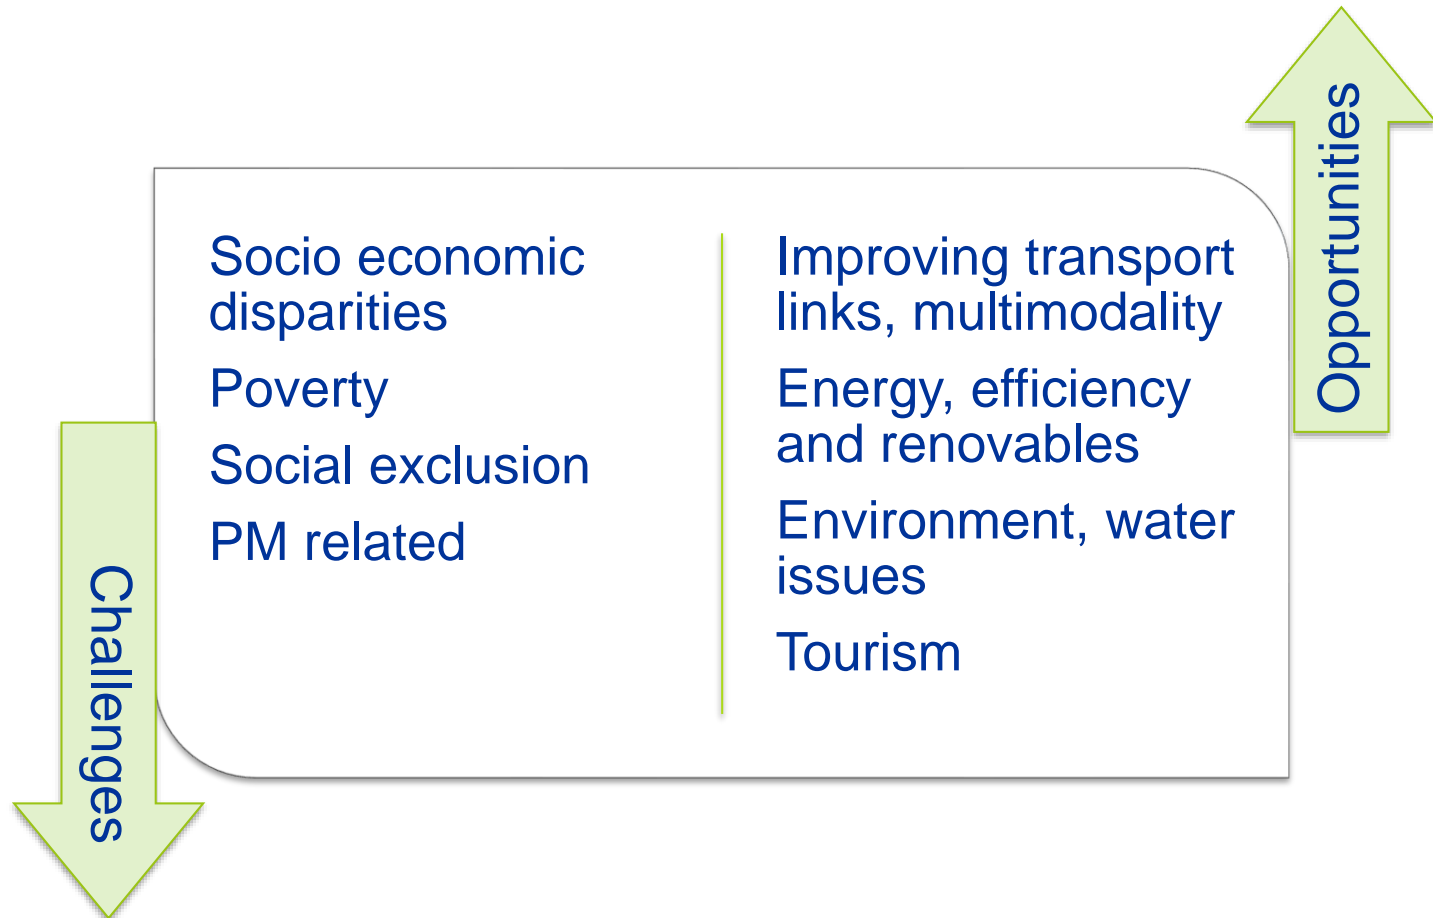 Challenges
Socio economic
disparities
Poverty
Social exclusion
PM related
Improving transport
links, multimodality
Energy, efficiency
and renovables
Environment, water
issues
Tourism
Opportunities